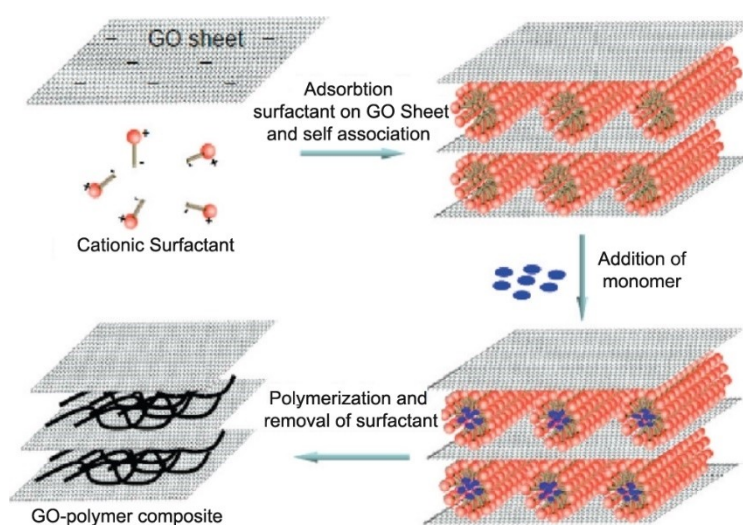 GO sheet
Adsorbtion
surfactant on GO Sheet
and self association
Cationic Surfactant
Addition of
monomer
Polymerization and
removal of surfactant
GO-polymer composite